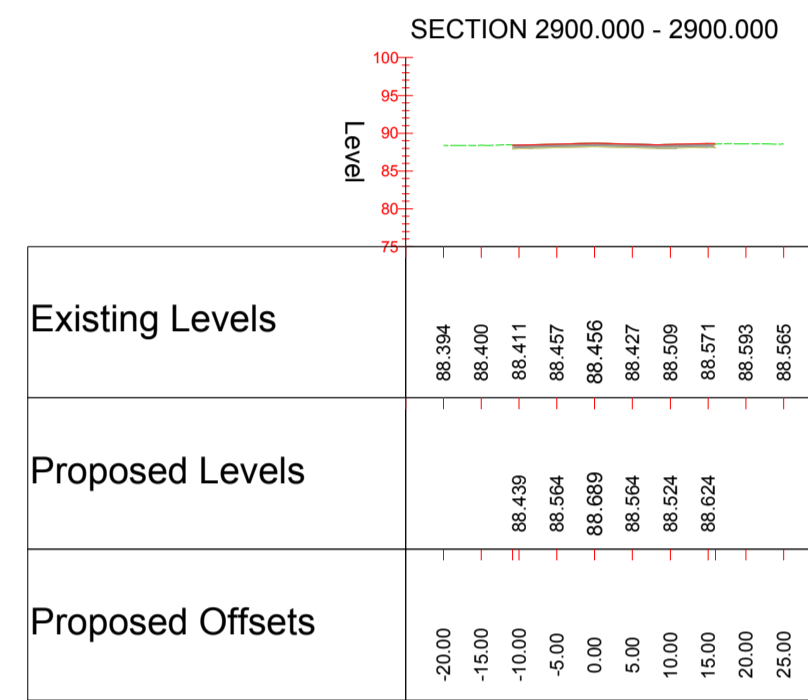 SECTION 2900.000 - 2900.000
100
95
90
85
80
75
Level
Existing Levels
88.394 88.400 88.411 88.457 88.456 88.427 88.509 88.571 88.593 88.565
Proposed Levels
88.439 88.564 88.689 88.564 88.524 88.624
Proposed Offsets
-20.00 -15.00 -10.00 -5.00 0.00 5.00 10.00 15.00 20.00 25.00